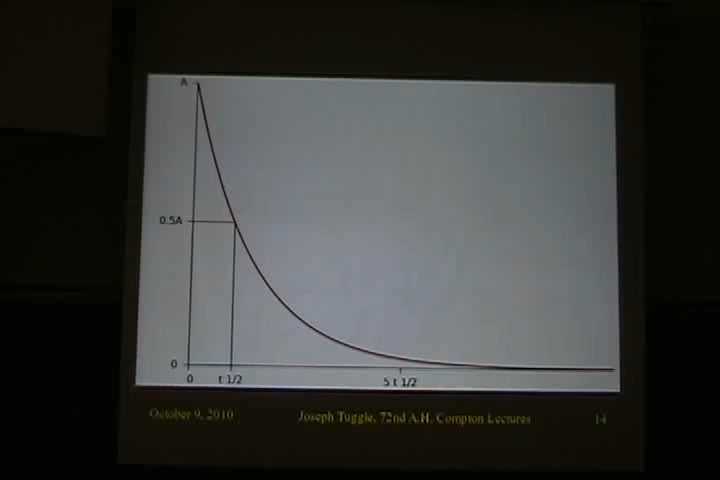 A
0.5A
0
0 t 1/2 5 t 1/2
October 9, 2010 Joseph Tuggle, 72nd A.H. Compton Lectures 14